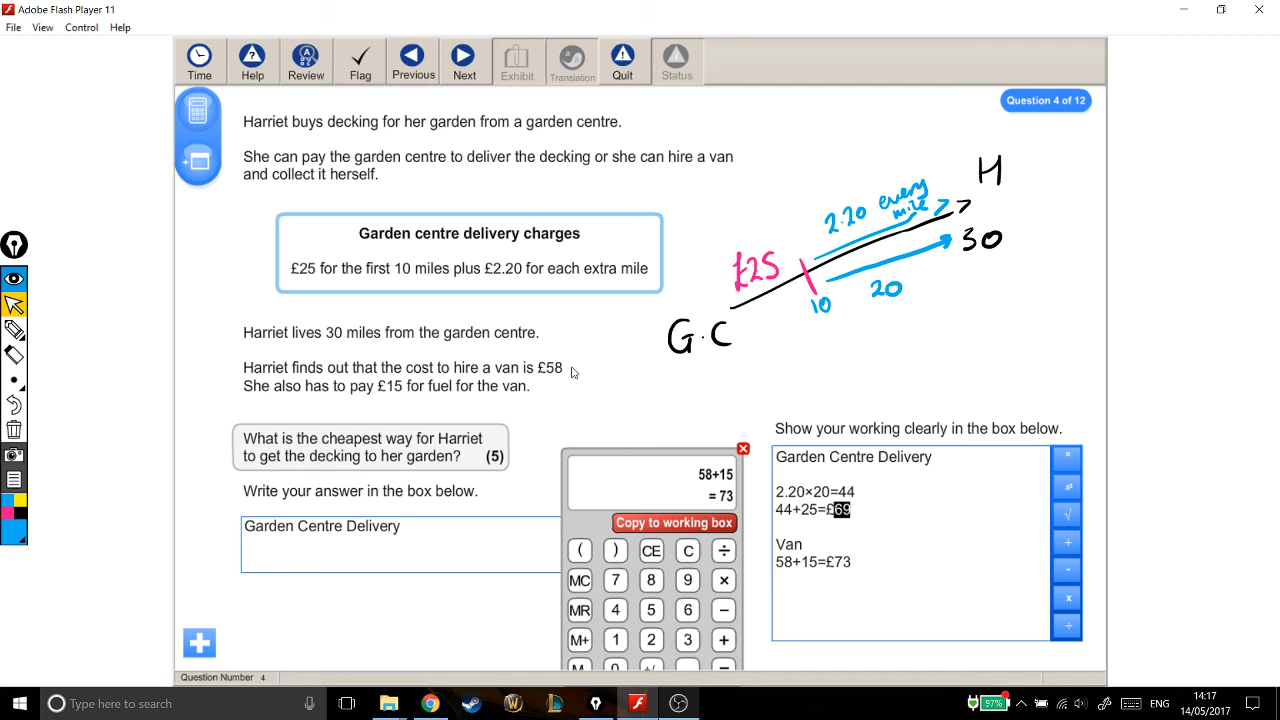 Adobe Flash Player 11
File View Control Help
Time Help Review Flag Previous Next Exhibit Translation Quit Status
Question 4 of 12
Harriet buys decking for her garden from a garden centre.
She can pay the garden centre to deliver the decking or she can hire a van
and collect it herself.
Garden centre delivery charges
£25 for the first 10 miles plus £2.20 for each extra mile
H
2.20 every
mile
30
£25
10
20
G.C
Harriet lives 30 miles from the garden centre.
Harriet finds out that the cost to hire a van is £58
She also has to pay £15 for fuel for the van.
What is the cheapest way for Harriet
to get the decking to her garden? (5)
Write your answer in the box below.
Garden Centre Delivery
58+15
= 73
Copy to working box
( ) CE C ÷
MC 7 8 9 ×
MR 4 5 6 −
M+ 1 2 3 +
Show your working clearly in the box below.
Garden Centre Delivery
2.20×20=44
44+25=£69
Van
58+15=£73
°
x²
√
+
-
x
÷
Question Number 4
Type here to search
97%
ENG
14:17
14/05/2017